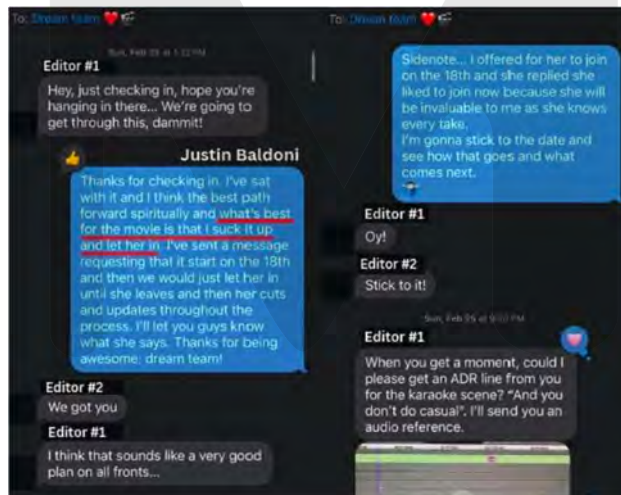 To: Dream team ❤️🎬
Sun, Feb 25 at 1:22 PM
Editor #1
Hey, just checking in, hope you're
hanging in there... We're going to
get through this, dammit!
Justin Baldoni
Thanks for checking in. I've sat
with it and I think the best path
forward spiritually and what's best
for the movie is that I suck it up
and let her in. I've sent a message
requesting that it start on the 18th
and then we would just let her in
until she leaves and then her cuts
and updates throughout the
process. I'll let you guys know
what she says. Thanks for being
awesome. dream team!
Editor #2
We got you
Editor #1
I think that sounds like a very good
plan on all fronts...
To: Dream team ❤️🎬
Sidenote... I offered for her to join
on the 18th and she replied she
liked to join now because she will
be invaluable to me as she knows
every take.
I'm gonna stick to the date and
see how that goes and what
comes next.
Editor #1
Oy!
Editor #2
Stick to it!
Sun, Feb 25 at
Editor #1
When you get a moment, could I
please get an ADR line from you
for the karaoke scene? "And you
don't do casual". I'll send you an
audio reference.